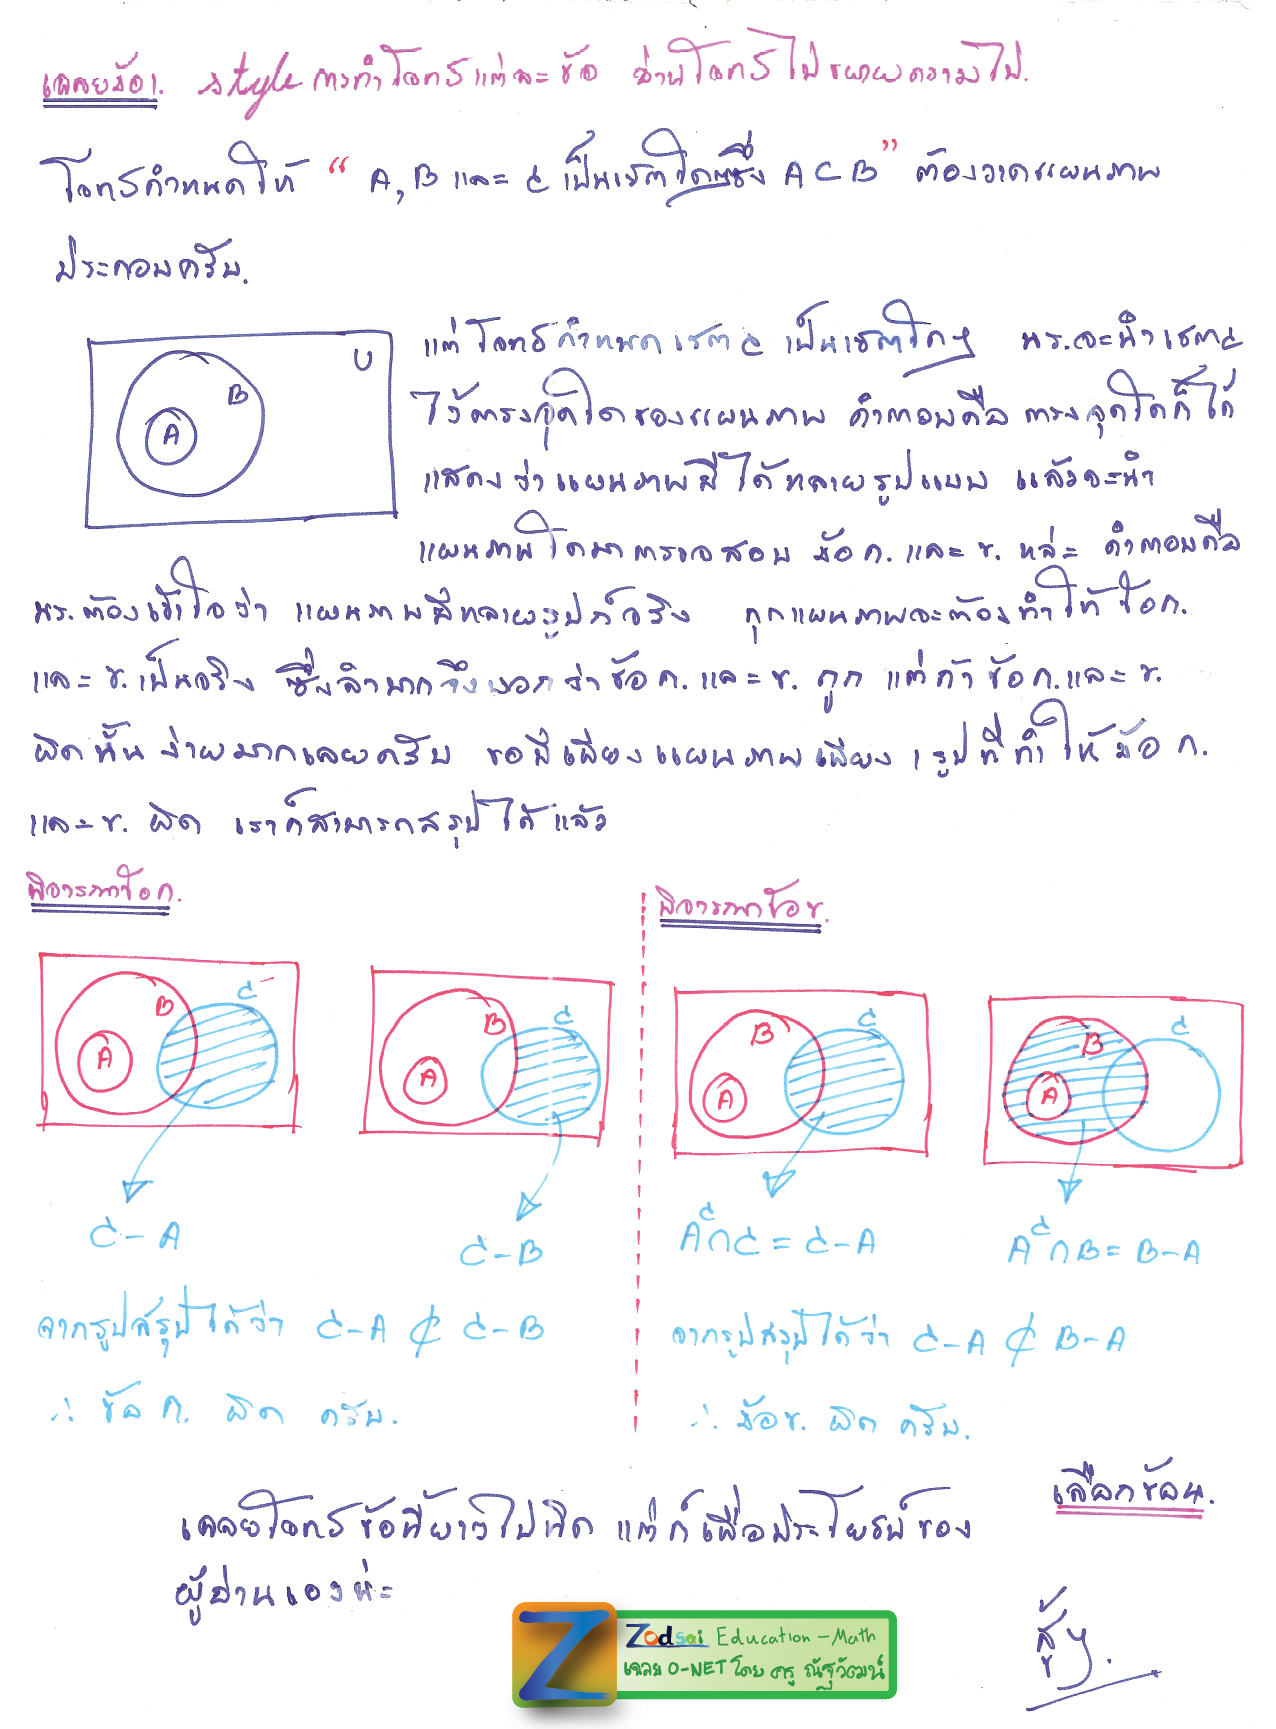 เฉลยข้อ 1. style การทำโจทย์แต่ละข้อ อ่านโจทย์ไปขยายความไป.
โจทย์กำหนดให้ " A, B และ C เป็นเซตใดๆซึ่ง A ⊂ B " ต้องวาดแผนภาพ
ประกอบครับ.
แต่โจทย์กำหนดเซต C เป็นเซตใดๆ นร.จะนำเซต C
ไว้ตรงจุดใดของแผนภาพ คำตอบคือ ตรงจุดใดก็ได้
แสดงว่าแผนภาพมีได้หลายรูปแบบ แล้วจะนำ
แผนภาพใดมาตรวจสอบ ข้อ ก. และ ข. หล่ะ คำตอบคือ
นร.ต้องเข้าใจว่า แผนภาพมีหลายรูปก็จริง ทุกแผนภาพจะต้องทำให้ ข้อ ก.
และ ข. เป็นจริง ซึ่งลำบาก จึงบอกว่าข้อ ก. และ ข. ถูก แต่ถ้า ข้อ ก. และ ข.
ผิดนั้น ง่ายมากเลยครับ ขอมีเพียงแผนภาพเพียง 1 รูปที่ทำให้ข้อ ก.
และ ข. ผิด เราก็สามารถสรุปได้แล้ว
U
B
A
พิจารณาข้อ ก.
พิจารณาข้อ ข.
A B C
A B C
A B C
A B C
C - A
C - B
A^C ∩ C = C - A
A^C ∩ B = B - A
จากรูปสรุปได้ว่า C - A ⊄ C - B
จากรูปสรุปได้ว่า C - A ⊄ B - A
∴ ข้อ ก. ผิด ครับ.
∴ ข้อ ข. ผิด ครับ.
เลือกข้อ 4.
เฉลยโจทย์ข้อนี้ยาวไปนิด แต่ก็เพื่อประโยชน์ของ
ผู้อ่านเองน่ะ
สู้ๆ.
Z Zodsai Education - Math
เฉลย O-NET โดย ครู ณัฐวัฒน์